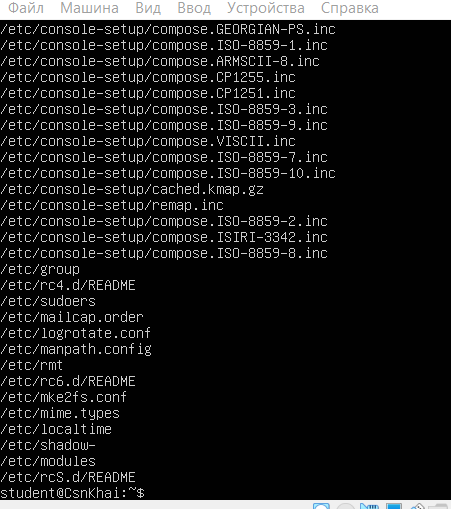 Файл Машина Вид Ввод Устройства Справка
/etc/console-setup/compose.GEORGIAN-PS.inc
/etc/console-setup/compose.ISO-8859-1.inc
/etc/console-setup/compose.ARMSCII-8.inc
/etc/console-setup/compose.CP1255.inc
/etc/console-setup/compose.CP1251.inc
/etc/console-setup/compose.ISO-8859-3.inc
/etc/console-setup/compose.ISO-8859-9.inc
/etc/console-setup/compose.VISCII.inc
/etc/console-setup/compose.ISO-8859-7.inc
/etc/console-setup/compose.ISO-8859-10.inc
/etc/console-setup/cached.kmap.gz
/etc/console-setup/remap.inc
/etc/console-setup/compose.ISO-8859-2.inc
/etc/console-setup/compose.ISIRI-3342.inc
/etc/console-setup/compose.ISO-8859-8.inc
/etc/group
/etc/rc4.d/README
/etc/sudoers
/etc/mailcap.order
/etc/logrotate.conf
/etc/manpath.config
/etc/rmt
/etc/rc6.d/README
/etc/mke2fs.conf
/etc/mime.types
/etc/localtime
/etc/shadow-
/etc/modules
/etc/rcS.d/README
student@CsnKhai:~$